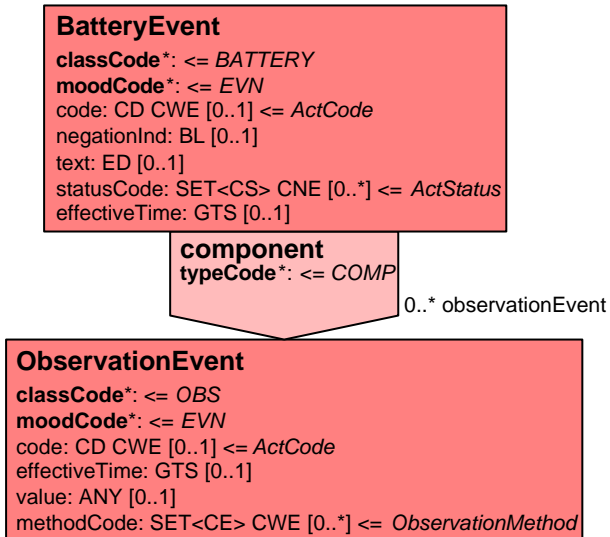 BatteryEvent
classCode*: <= BATTERY
moodCode*: <= EVN
code: CD CWE [0..1] <= ActCode
negationInd: BL [0..1]
text: ED [0..1]
statusCode: SET<CS> CNE [0..*] <= ActStatus
effectiveTime: GTS [0..1]
component
typeCode*: <= COMP
0..* observationEvent
ObservationEvent
classCode*: <= OBS
moodCode*: <= EVN
code: CD CWE [0..1] <= ActCode
effectiveTime: GTS [0..1]
value: ANY [0..1]
methodCode: SET<CE> CWE [0..*] <= ObservationMethod